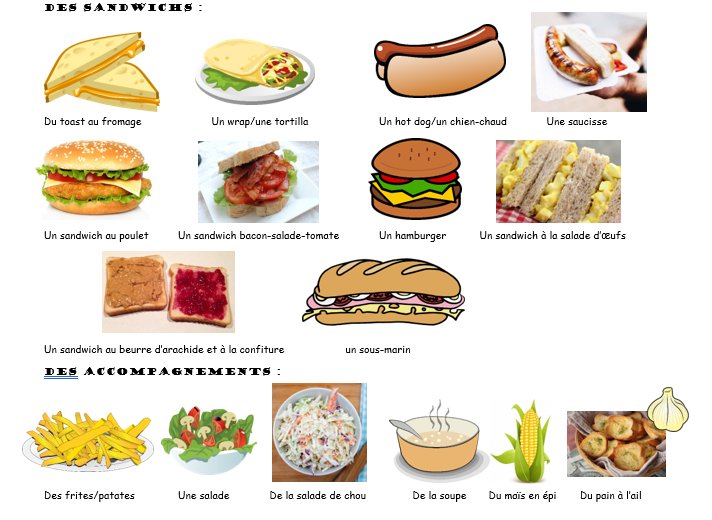 DES SANDWICHS :
Du toast au fromage Un wrap/une tortilla Un hot dog/un chien-chaud Une saucisse
Un sandwich au poulet Un sandwich bacon-salade-tomate Un hamburger Un sandwich à la salade d'œufs
Un sandwich au beurre d'arachide et à la confiture un sous-marin
DES ACCOMPAGNEMENTS :
Des frites/patates Une salade De la salade de chou De la soupe Du maïs en épi Du pain à l'ail